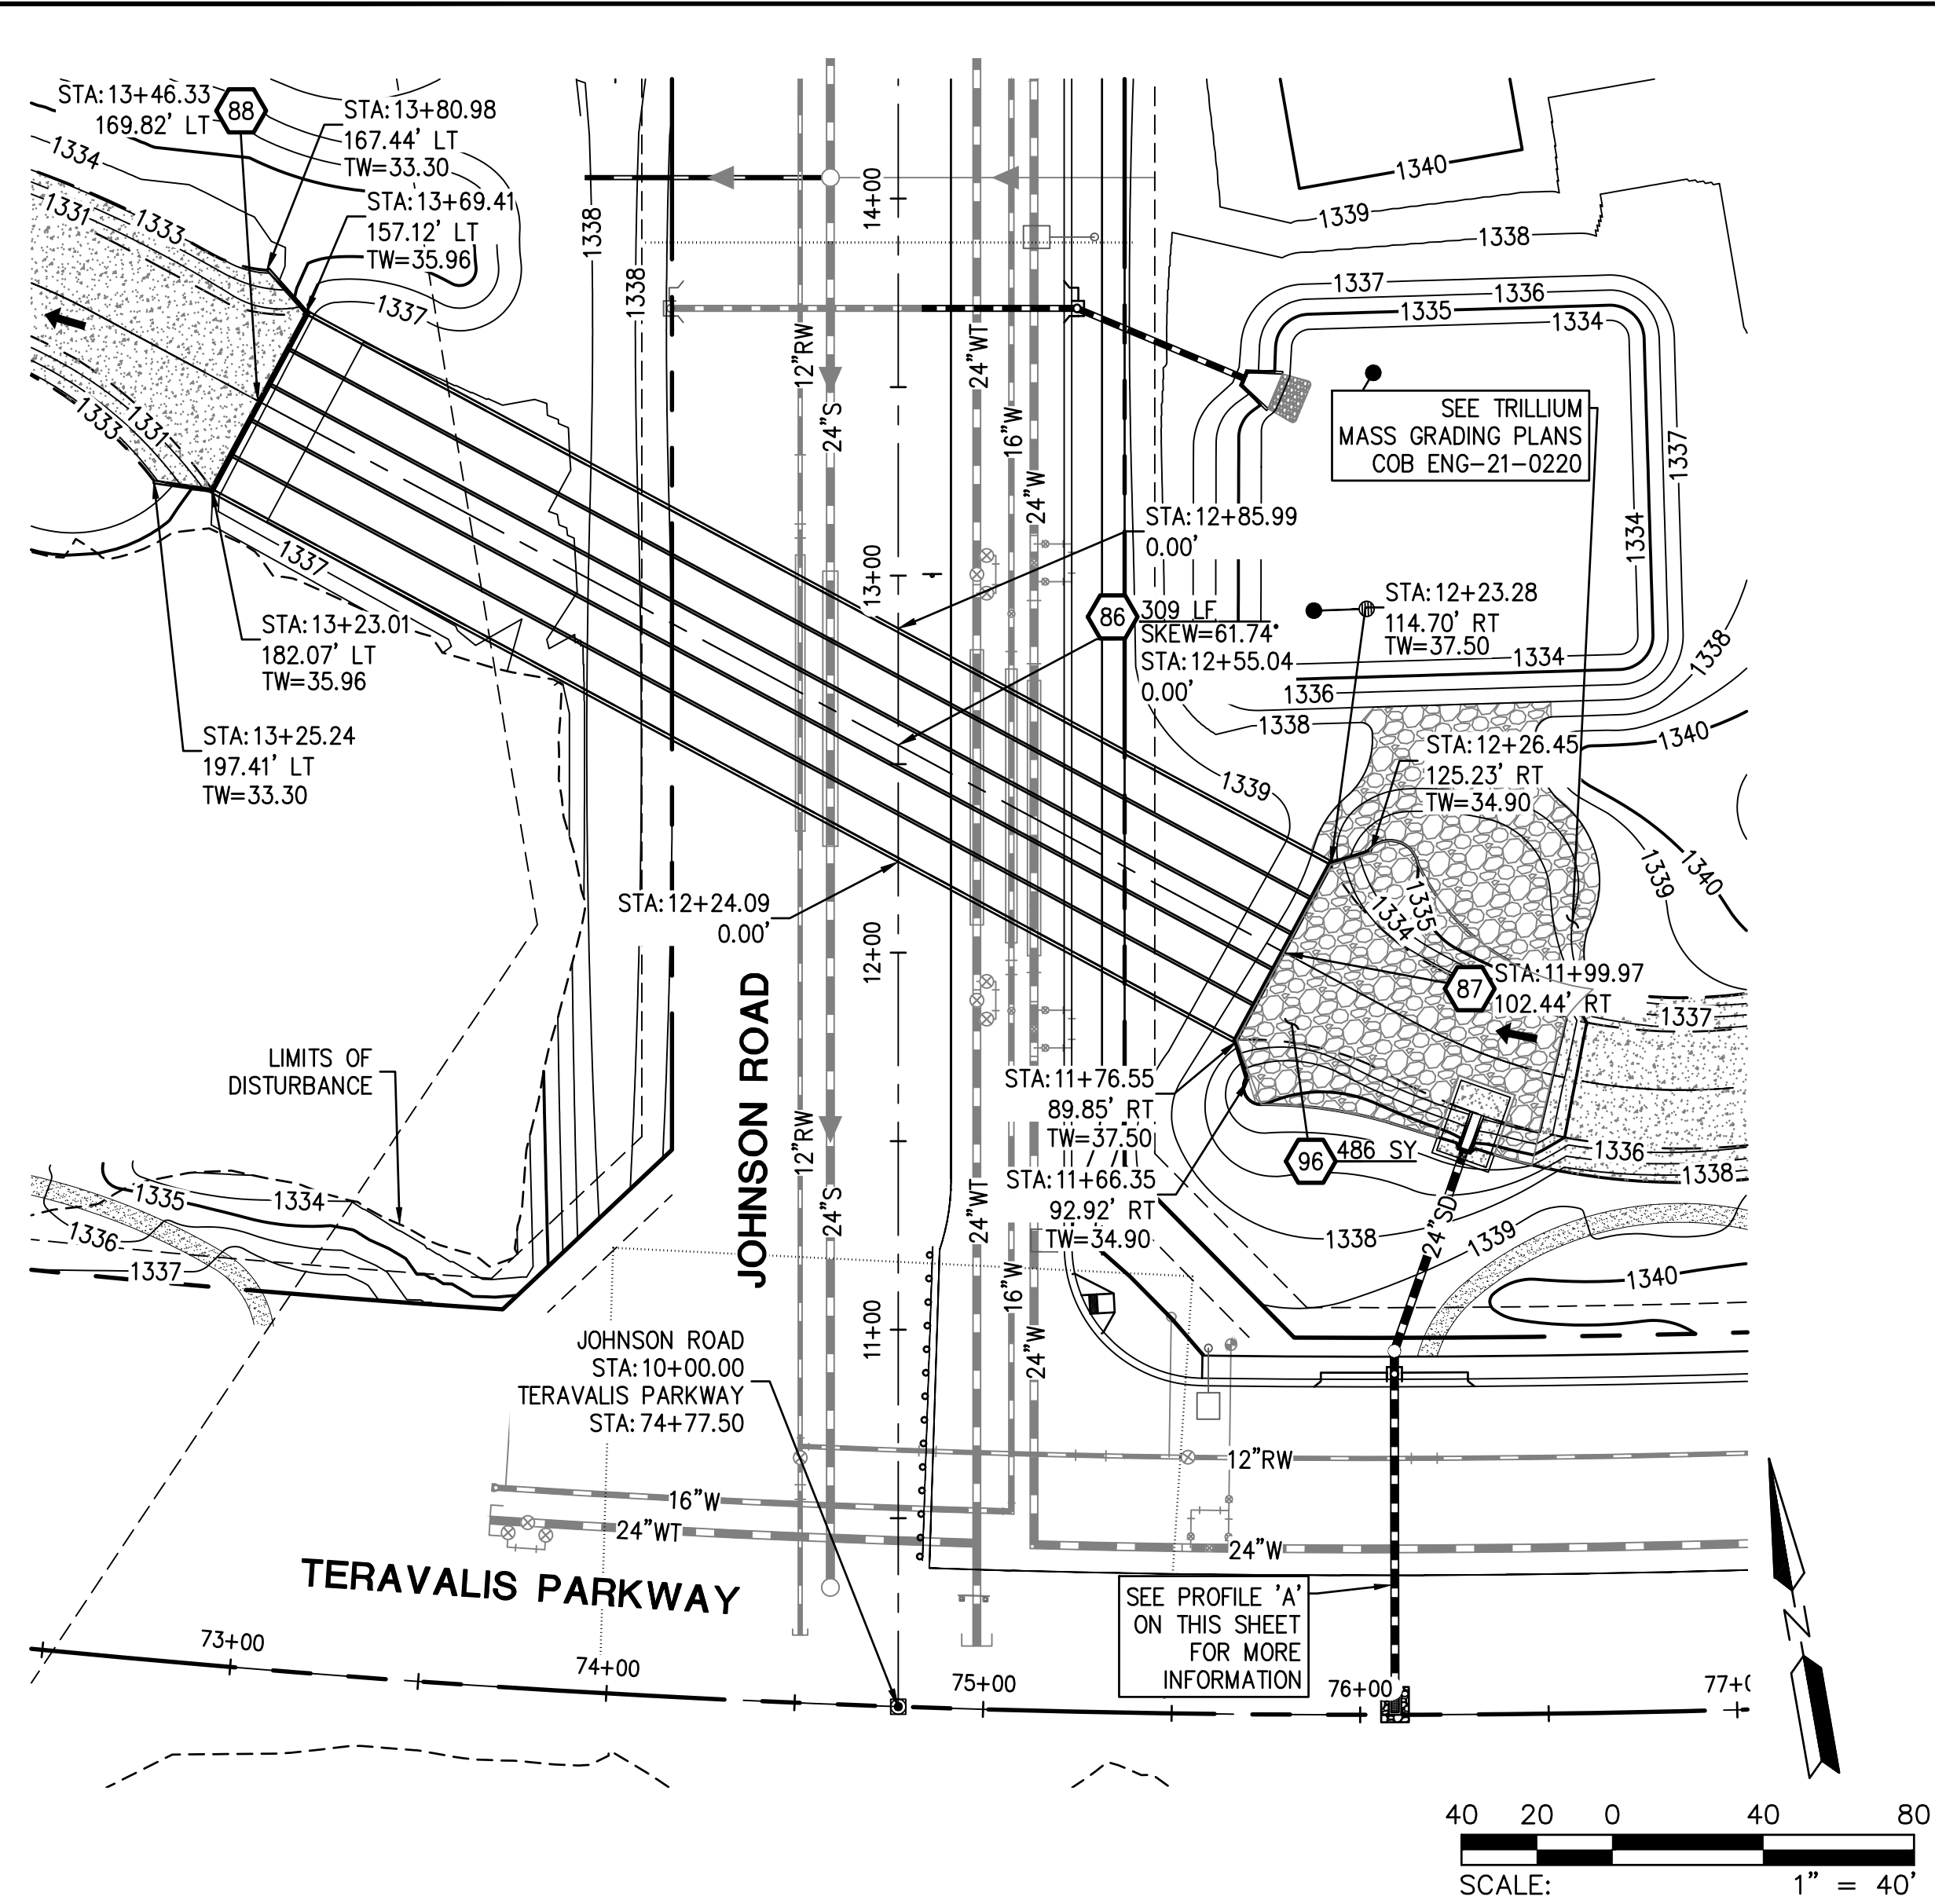 STA:13+46.33
169.82' LT
88
STA:13+80.98
167.44' LT
TW=33.30
STA:13+69.41
157.12' LT
TW=35.96
1334
1331
1333
1337
1338
1338
14+00
1340
1339
1338
1337
1336
1335
1334
12"RW
24"S
24"WT
16"W
24"W
SEE TRILLIUM
MASS GRADING PLANS
COB ENG-21-0220
1337
1334
1333
1331
1337
STA:12+85.99
0.00'
13+00
86
309 LF
SKEW=61.74°
STA:12+55.04
0.00'
STA:12+23.28
114.70' RT
TW=37.50
1334
1336
1338
1338
1340
STA:13+23.01
182.07' LT
TW=35.96
STA:13+25.24
197.41' LT
TW=33.30
STA:12+26.45
125.23' RT
TW=34.90
1339
1339
1340
1335
1334
STA:12+24.09
0.00'
12+00
JOHNSON ROAD
87
STA:11+99.97
102.44' RT
1337
LIMITS OF
DISTURBANCE
STA:11+76.55
89.85' RT
TW=37.50
STA:11+66.35
92.92' RT
TW=34.90
96
486 SY
1336
1338
12"RW
24"S
24"WT
16"W
24"W
1335
1334
1336
1337
1338
24"SD
1339
1340
11+00
JOHNSON ROAD
STA:10+00.00
TERAVALIS PARKWAY
STA:74+77.50
12"RW
16"W
24"WT
24"W
TERAVALIS PARKWAY
SEE PROFILE 'A'
ON THIS SHEET
FOR MORE
INFORMATION
73+00
74+00
75+00
76+00
N
40 20 0 40 80
SCALE: 1" = 40'